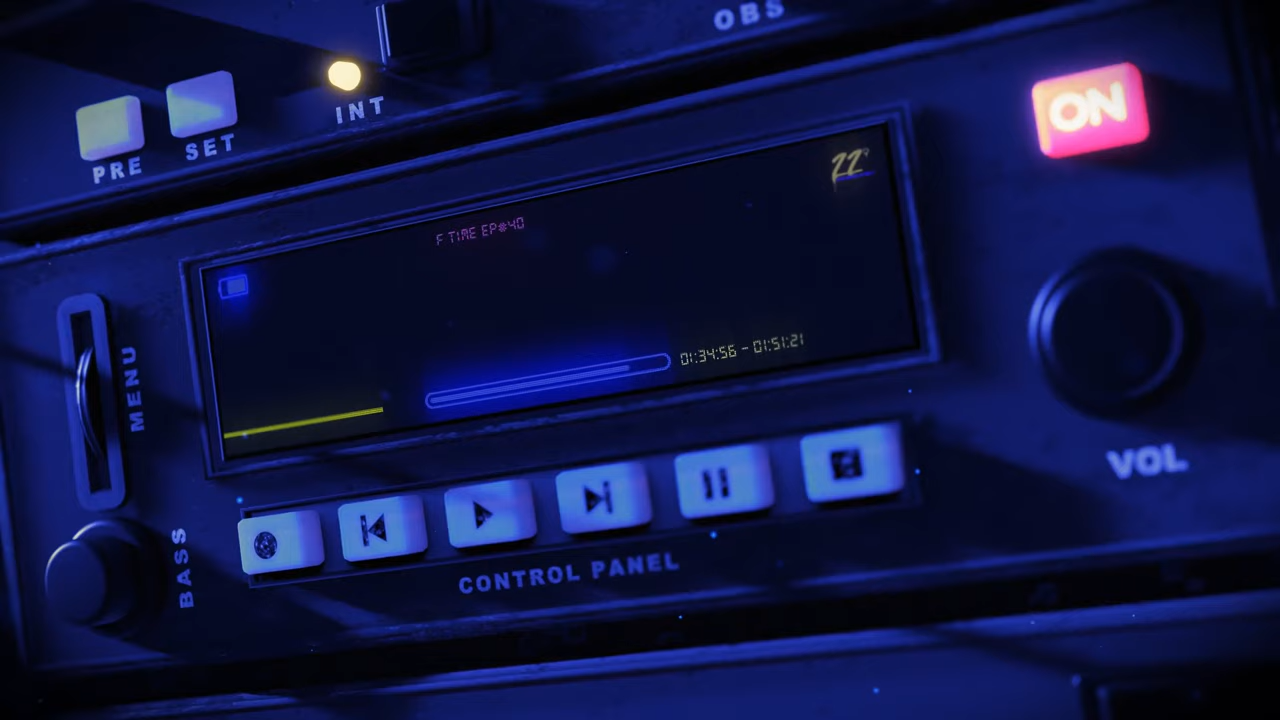 OBS
INT
PRE
SET
ON
22
F TIME EP#40
01:34:56 - 01:51:21
MENU
VOL
BASS
CONTROL PANEL